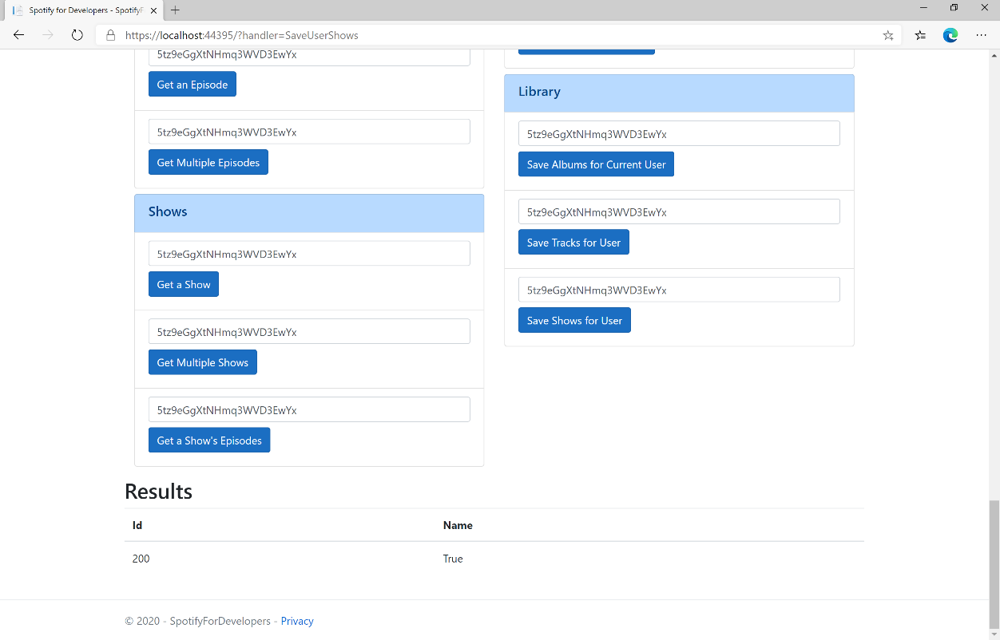 Spotify for Developers - SpotifyF
https://localhost:44395/?handler=SaveUserShows
5tz9eGgXtNHmq3WVD3EwYx
Get an Episode
5tz9eGgXtNHmq3WVD3EwYx
Get Multiple Episodes
Shows
5tz9eGgXtNHmq3WVD3EwYx
Get a Show
5tz9eGgXtNHmq3WVD3EwYx
Get Multiple Shows
5tz9eGgXtNHmq3WVD3EwYx
Get a Show's Episodes
Library
5tz9eGgXtNHmq3WVD3EwYx
Save Albums for Current User
5tz9eGgXtNHmq3WVD3EwYx
Save Tracks for User
5tz9eGgXtNHmq3WVD3EwYx
Save Shows for User
Results
Id Name
200 True
© 2020 - SpotifyForDevelopers - Privacy